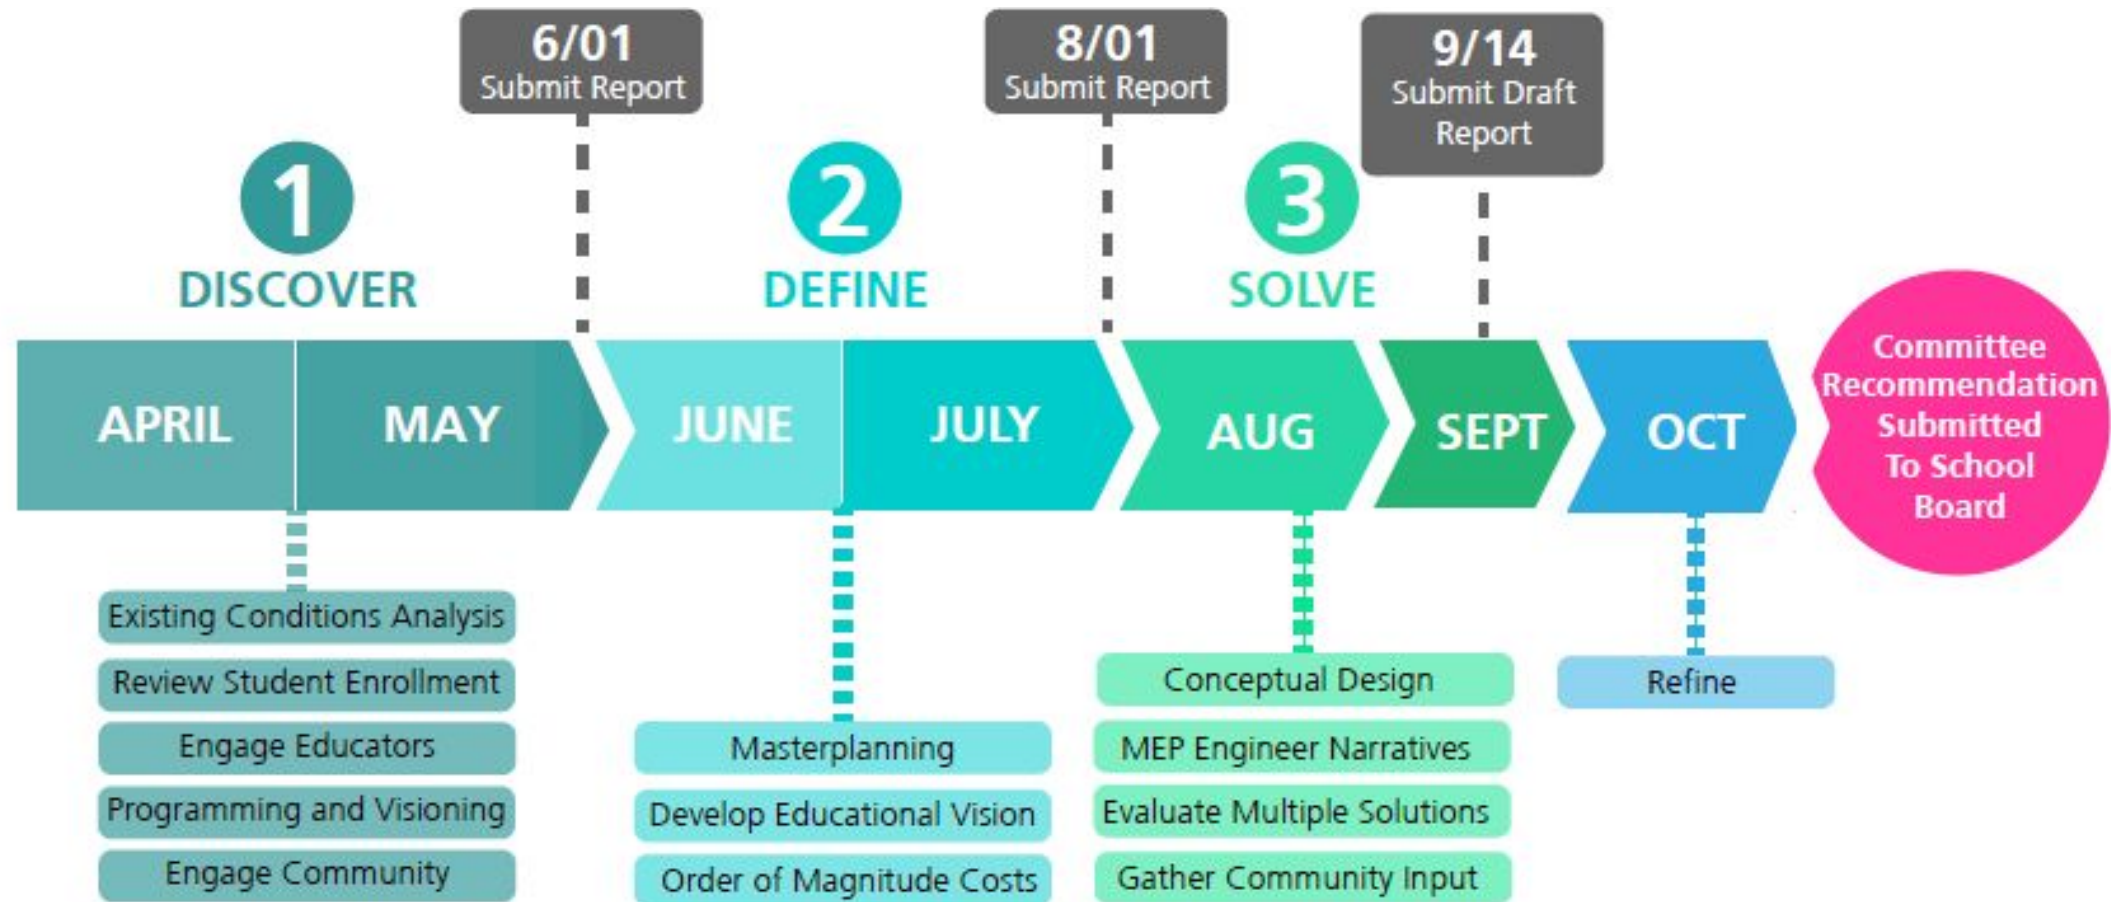 6/01
Submit Report
8/01
Submit Report
9/14
Submit Draft
Report
1
DISCOVER
2
DEFINE
3
SOLVE
APRIL
MAY
JUNE
JULY
AUG
SEPT
OCT
Committee
Recommendation
Submitted
To School
Board
Existing Conditions Analysis
Review Student Enrollment
Engage Educators
Programming and Visioning
Engage Community
Masterplanning
Develop Educational Vision
Order of Magnitude Costs
Conceptual Design
MEP Engineer Narratives
Evaluate Multiple Solutions
Gather Community Input
Refine